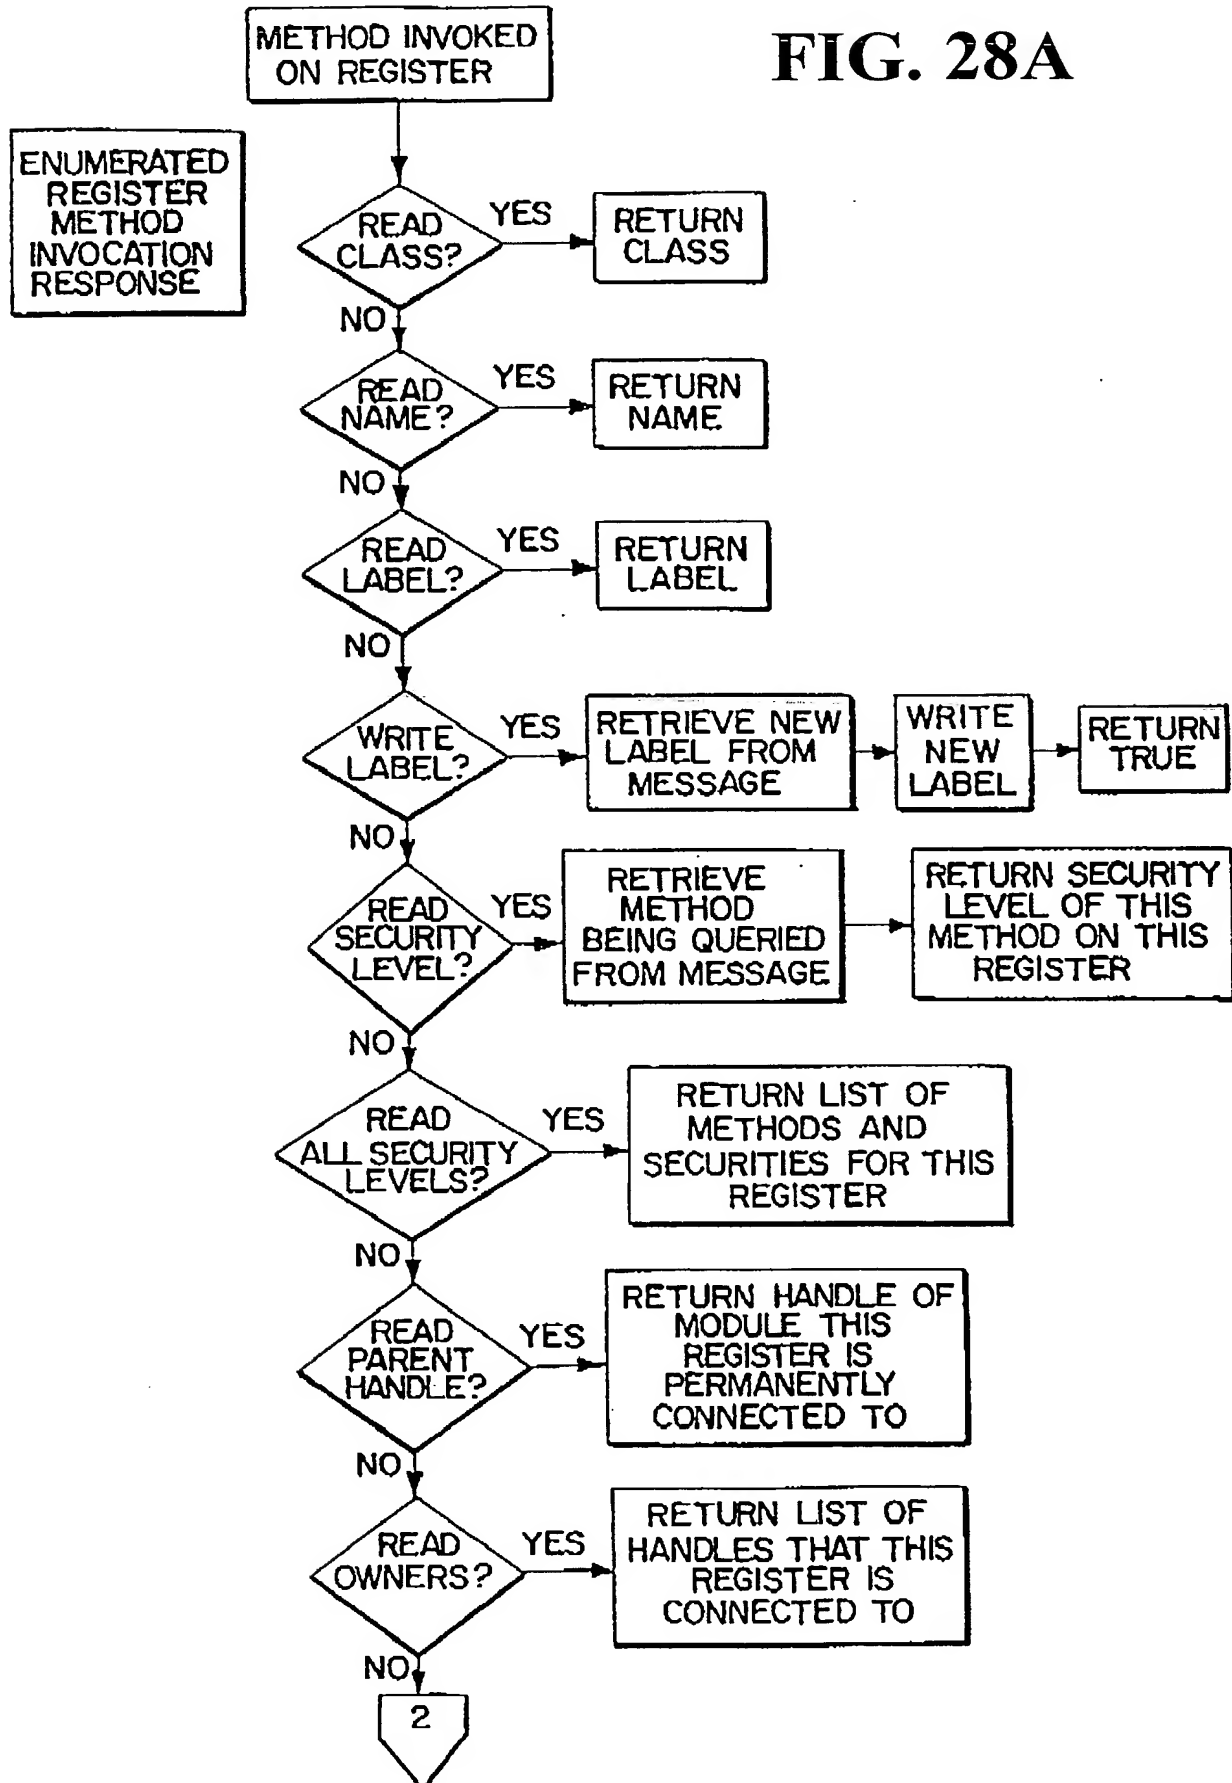 METHOD INVOKED
ON REGISTER
FIG. 28A
ENUMERATED
REGISTER
METHOD
INVOCATION
RESPONSE
READ
CLASS?
YES
RETURN
CLASS
NO
READ
NAME?
YES
RETURN
NAME
NO
READ
LABEL?
YES
RETURN
LABEL
NO
WRITE
LABEL?
YES
RETRIEVE NEW
LABEL FROM
MESSAGE
WRITE
NEW
LABEL
RETURN
TRUE
NO
READ
SECURITY
LEVEL?
YES
RETRIEVE
METHOD
BEING QUERIED
FROM MESSAGE
RETURN SECURITY
LEVEL OF THIS
METHOD ON THIS
REGISTER
NO
READ
ALL SECURITY
LEVELS?
YES
RETURN LIST OF
METHODS AND
SECURITIES FOR THIS
REGISTER
NO
READ
PARENT
HANDLE?
YES
RETURN HANDLE OF
MODULE THIS
REGISTER IS
PERMANENTLY
CONNECTED TO
NO
READ
OWNERS?
YES
RETURN LIST OF
HANDLES THAT THIS
REGISTER IS
CONNECTED TO
NO
2